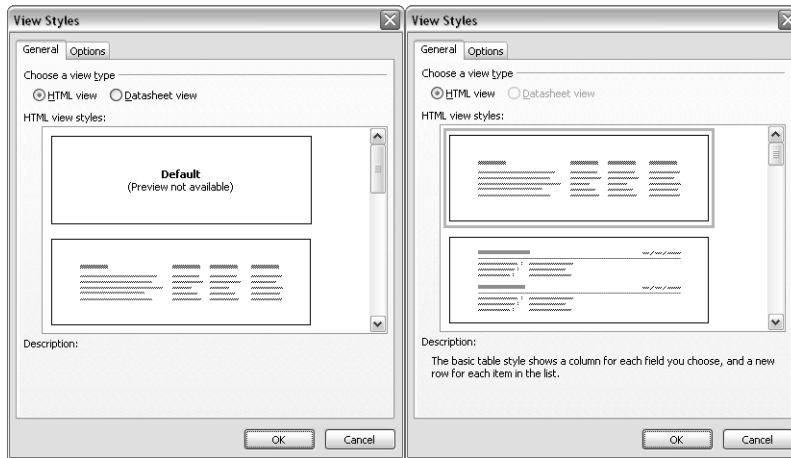 View Styles
General Options
Choose a view type
HTML view Datasheet view
HTML view styles:
Default
(Preview not available)
Description:
OK Cancel
View Styles
General Options
Choose a view type
HTML view Datasheet view
HTML view styles:
Description:
The basic table style shows a column for each field you choose, and a new
row for each item in the list.
OK Cancel